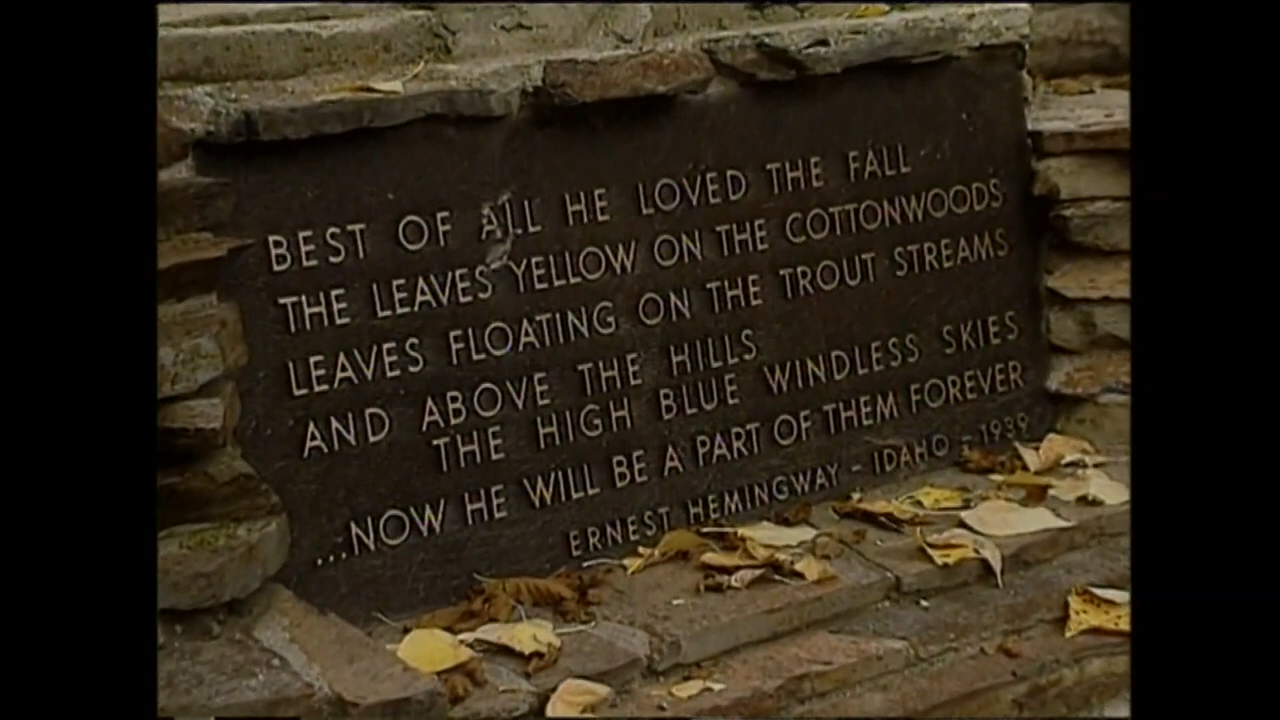 BEST OF ALL HE LOVED THE FALL
THE LEAVES YELLOW ON THE COTTONWOODS
LEAVES FLOATING ON THE TROUT STREAMS
AND ABOVE THE HILLS
THE HIGH BLUE WINDLESS SKIES
...NOW HE WILL BE A PART OF THEM FOREVER
ERNEST HEMINGWAY - IDAHO - 1939